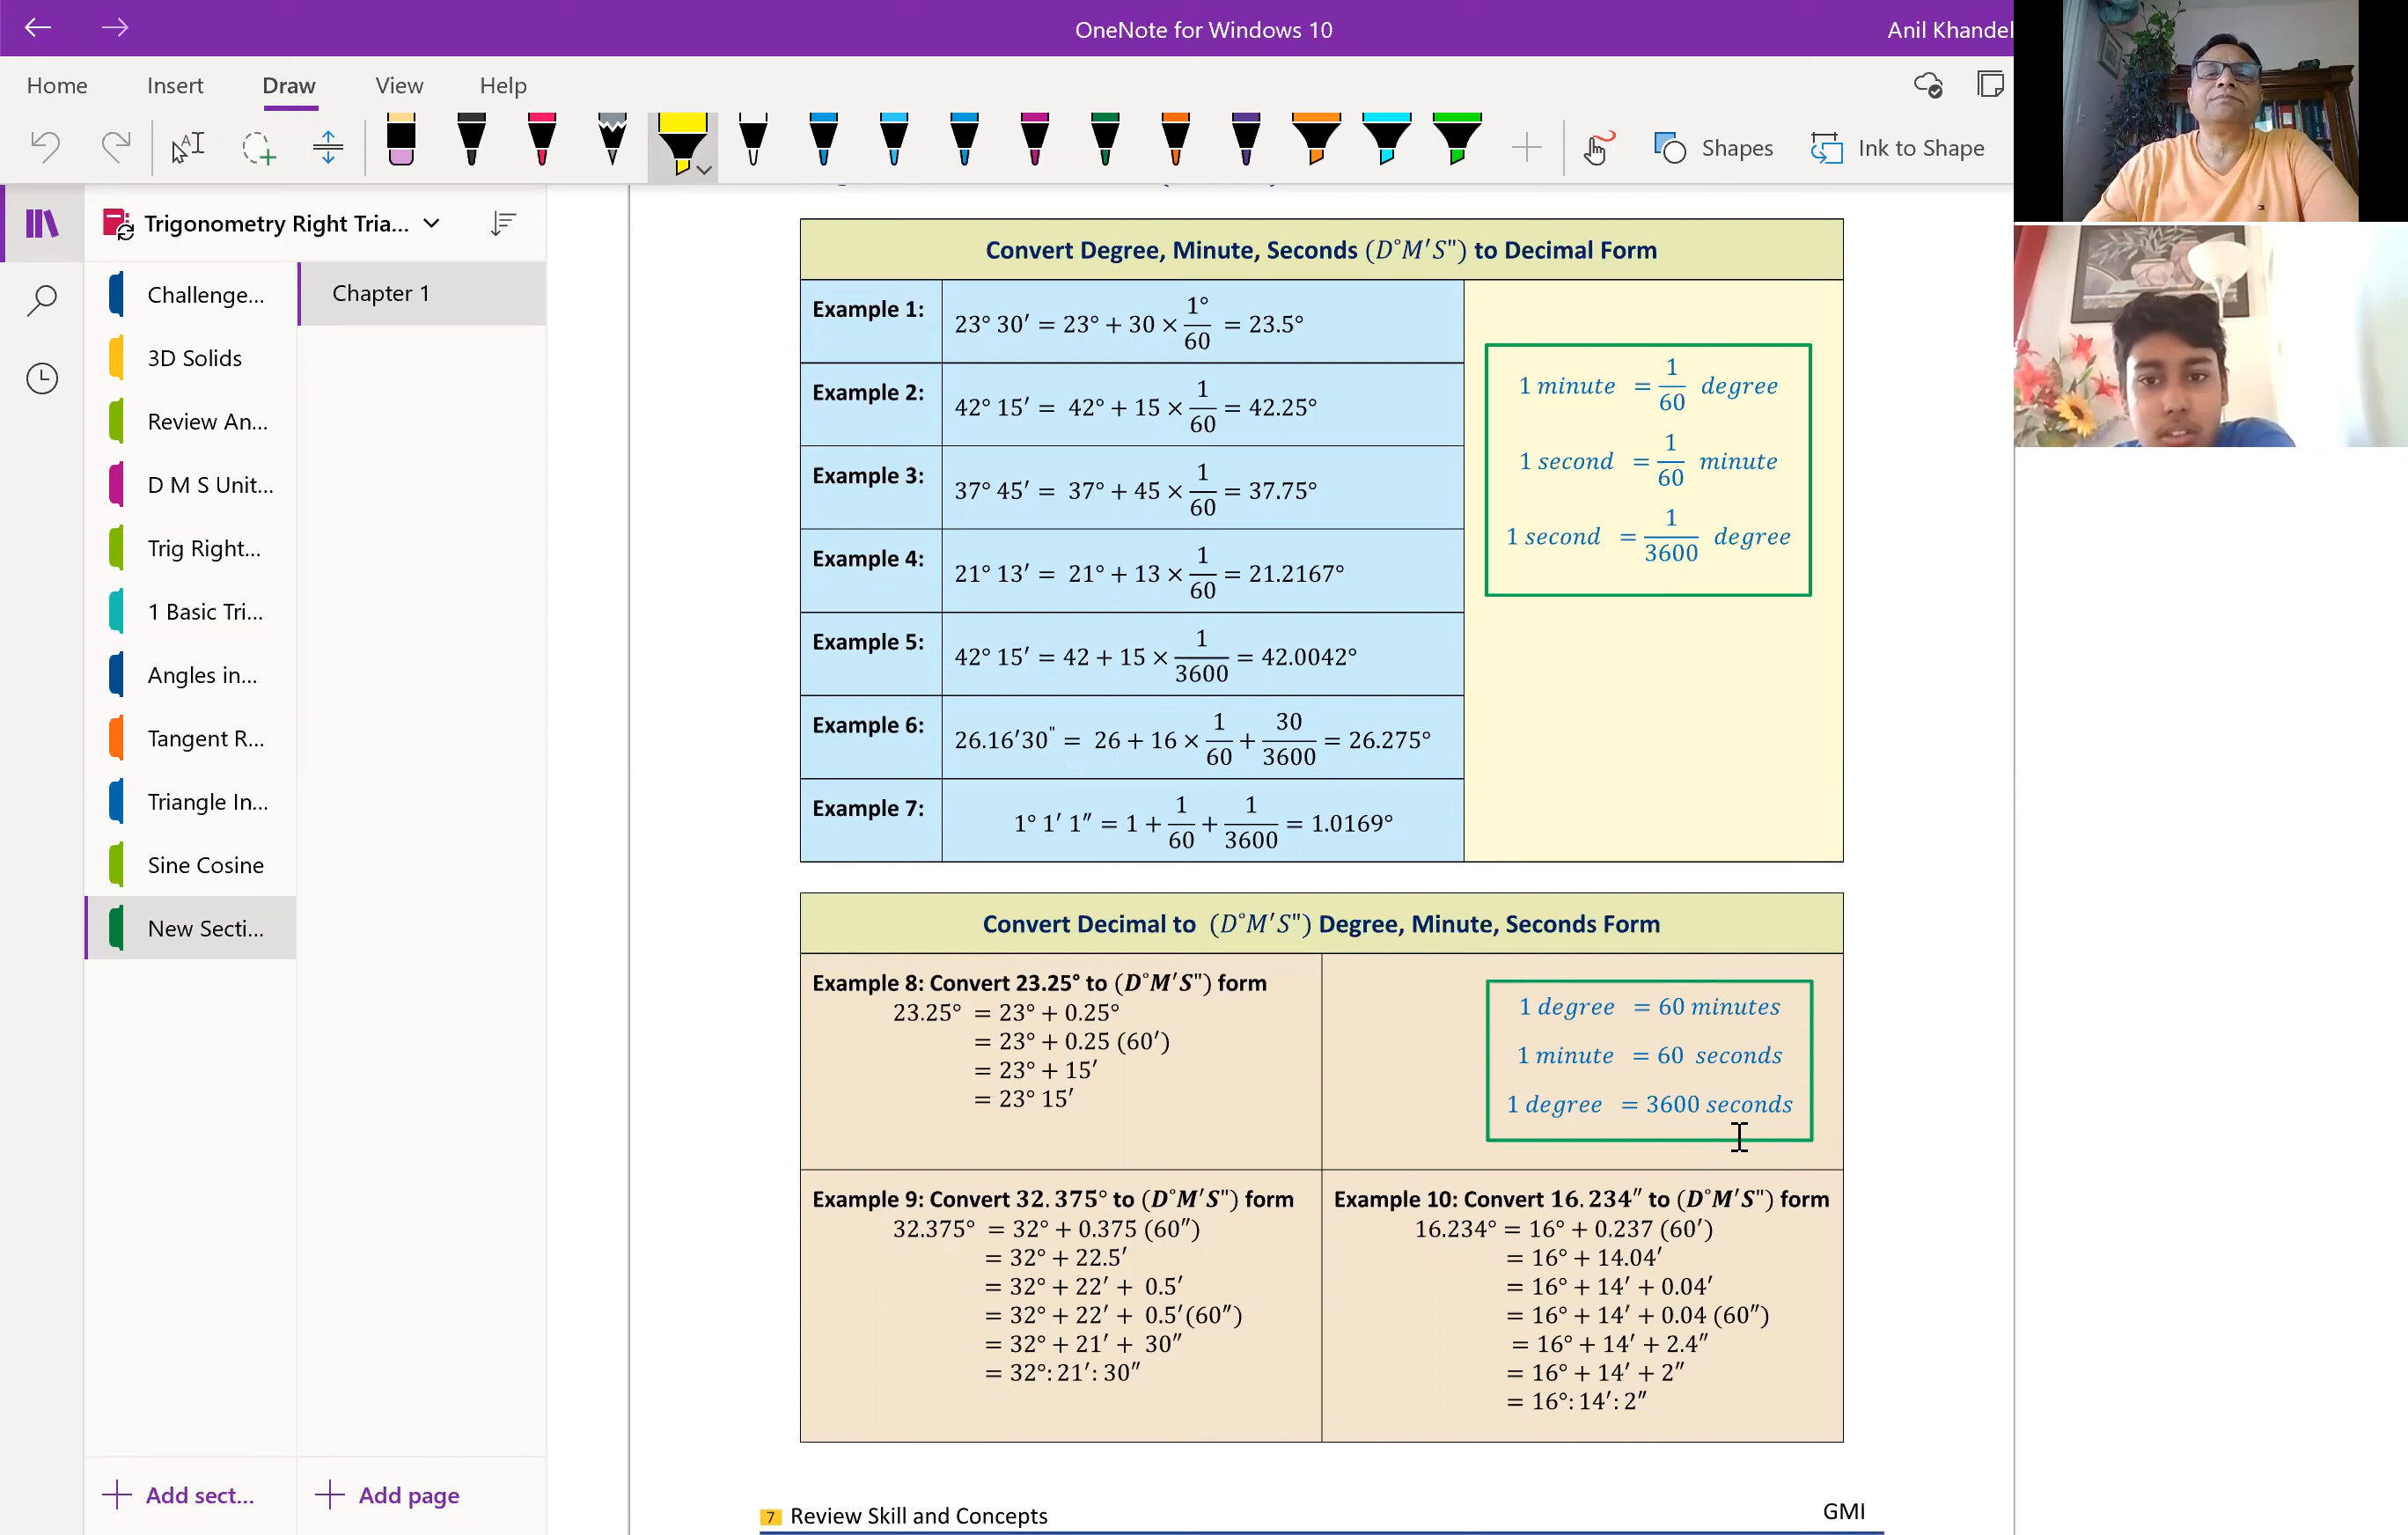 OneNote for Windows 10
Anil Khandel
Home Insert Draw View Help
Shapes Ink to Shape
Trigonometry Right Tria...
Challenge...
3D Solids
Review An...
D M S Unit...
Trig Right...
1 Basic Tri...
Angles in...
Tangent R...
Triangle In...
Sine Cosine
New Secti...
Add sect...
Chapter 1
Add page
Convert Degree, Minute, Seconds (D°M′S") to Decimal Form
Example 1: 23° 30′ = 23° + 30 × 1°/60 = 23.5°
Example 2: 42° 15′ = 42° + 15 × 1/60 = 42.25°
Example 3: 37° 45′ = 37° + 45 × 1/60 = 37.75°
Example 4: 21° 13′ = 21° + 13 × 1/60 = 21.2167°
Example 5: 42° 15′ = 42 + 15 × 1/3600 = 42.0042°
Example 6: 26.16′30" = 26 + 16 × 1/60 + 30/3600 = 26.275°
Example 7: 1° 1′ 1″ = 1 + 1/60 + 1/3600 = 1.0169°
1 minute = 1/60 degree
1 second = 1/60 minute
1 second = 1/3600 degree
Convert Decimal to (D°M′S") Degree, Minute, Seconds Form
Example 8: Convert 23.25° to (D°M′S") form
23.25° = 23° + 0.25°
= 23° + 0.25 (60′)
= 23° + 15′
= 23° 15′
1 degree = 60 minutes
1 minute = 60 seconds
1 degree = 3600 seconds
Example 9: Convert 32.375° to (D°M′S") form
32.375° = 32° + 0.375 (60″)
= 32° + 22.5′
= 32° + 22′ + 0.5′
= 32° + 22′ + 0.5′(60″)
= 32° + 21′ + 30″
= 32°: 21′: 30″
Example 10: Convert 16.234″ to (D°M′S") form
16.234° = 16° + 0.237 (60′)
= 16° + 14.04′
= 16° + 14′ + 0.04′
= 16° + 14′ + 0.04 (60″)
= 16° + 14′ + 2.4″
= 16° + 14′ + 2″
= 16°: 14′: 2″
7 Review Skill and Concepts
GMI